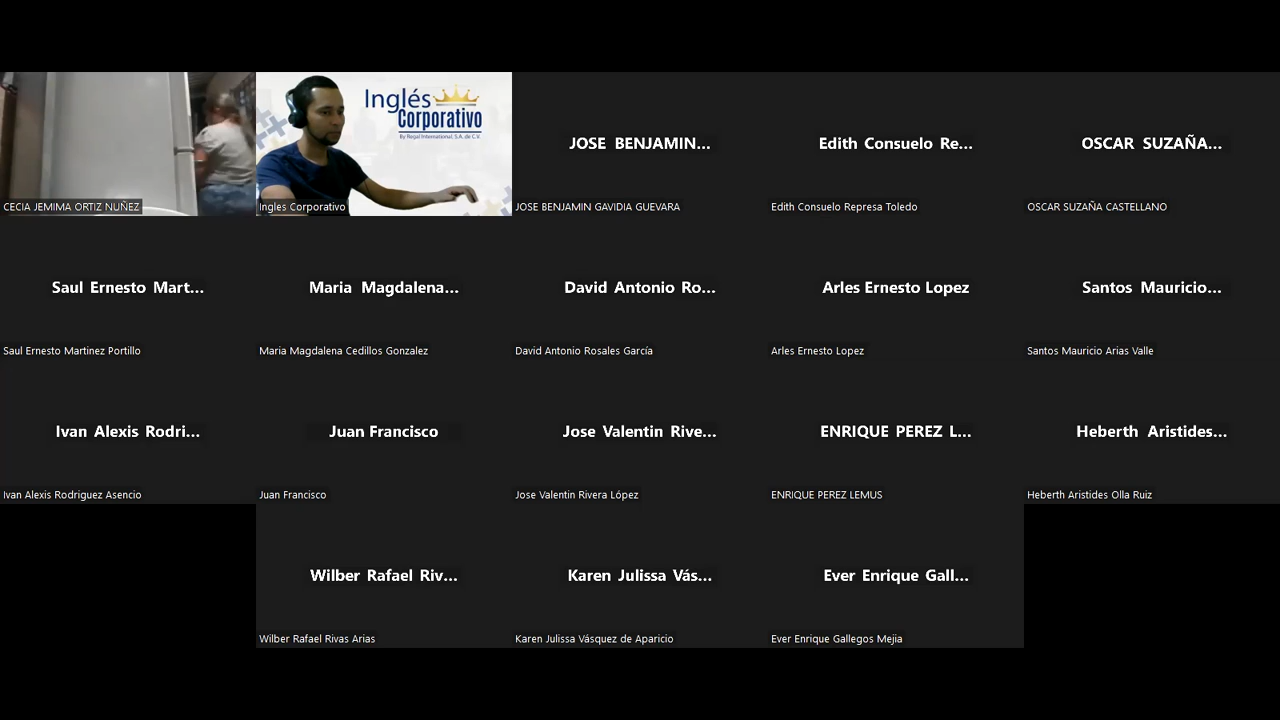 Inglés
Corporativo
By Regal International, S.A. de C.V.
CECIA JEMIMA ORTIZ NUÑEZ
Ingles Corporativo
JOSE BENJAMIN...
JOSE BENJAMIN GAVIDIA GUEVARA
Edith Consuelo Re...
Edith Consuelo Represa Toledo
OSCAR SUZAÑA...
OSCAR SUZAÑA CASTELLANO
Saul Ernesto Mart...
Saul Ernesto Martinez Portillo
Maria Magdalena...
Maria Magdalena Cedillos Gonzalez
David Antonio Ro...
David Antonio Rosales García
Arles Ernesto Lopez
Arles Ernesto Lopez
Santos Mauricio...
Santos Mauricio Arias Valle
Ivan Alexis Rodri...
Ivan Alexis Rodriguez Asencio
Juan Francisco
Juan Francisco
Jose Valentin Rive...
Jose Valentin Rivera López
ENRIQUE PEREZ L...
ENRIQUE PEREZ LEMUS
Heberth Aristides...
Heberth Aristides Olla Ruiz
Wilber Rafael Riv...
Wilber Rafael Rivas Arias
Karen Julissa Vás...
Karen Julissa Vásquez de Aparicio
Ever Enrique Gall...
Ever Enrique Gallegos Mejia